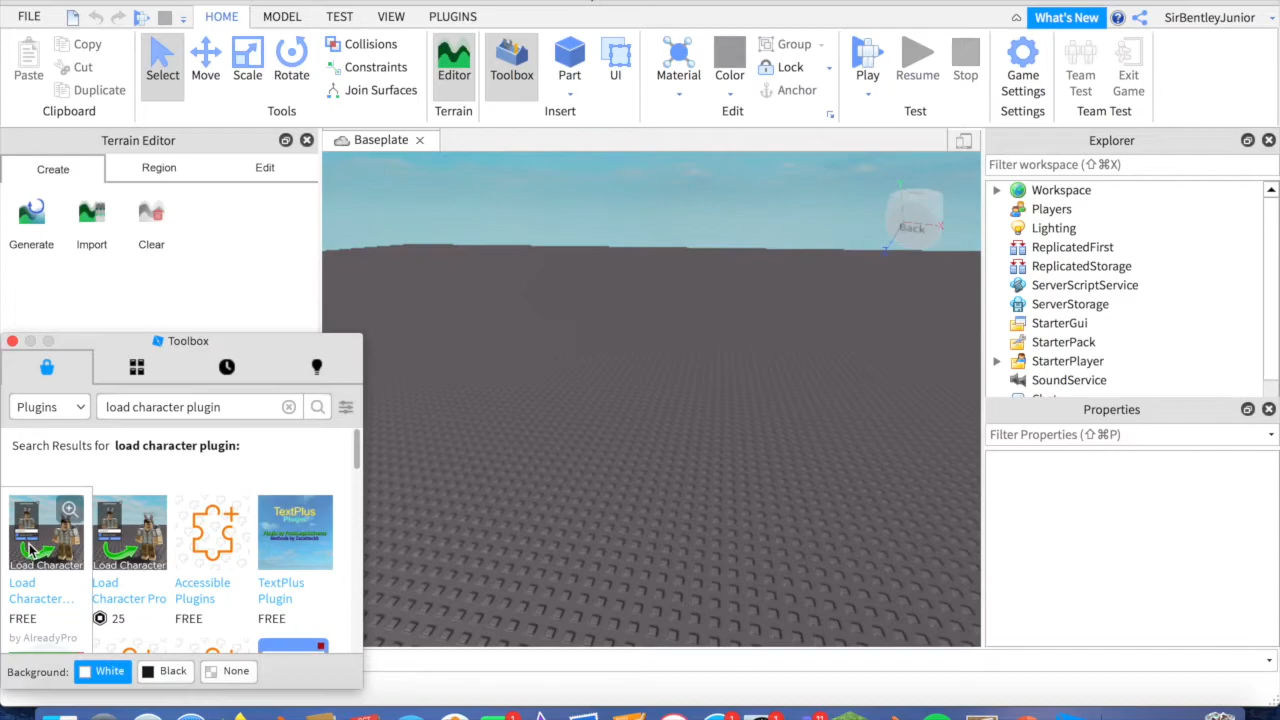 FILE HOME MODEL TEST VIEW PLUGINS What's New SirBentleyJunior
Paste Copy Cut Duplicate
Clipboard
Select Move Scale Rotate
Collisions
Constraints
Join Surfaces
Tools
Editor
Terrain
Toolbox Part UI
Insert
Material Color Group Lock Anchor
Edit
Play Resume Stop
Test
Game Settings
Settings
Team Test Exit Game
Team Test
Terrain Editor
Create Region Edit
Generate Import Clear
Baseplate
Back
Explorer
Filter workspace (⇧⌘X)
Workspace
Players
Lighting
ReplicatedFirst
ReplicatedStorage
ServerScriptService
ServerStorage
StarterGui
StarterPack
StarterPlayer
SoundService
Properties
Filter Properties (⇧⌘P)
Toolbox
Plugins load character plugin
Search Results for load character plugin:
Load Character Load Character TextPlus Plugin
Load Character... Load Character Pro Accessible Plugins TextPlus Plugin
FREE 25 FREE FREE
by AlreadyPro
Background: White Black None